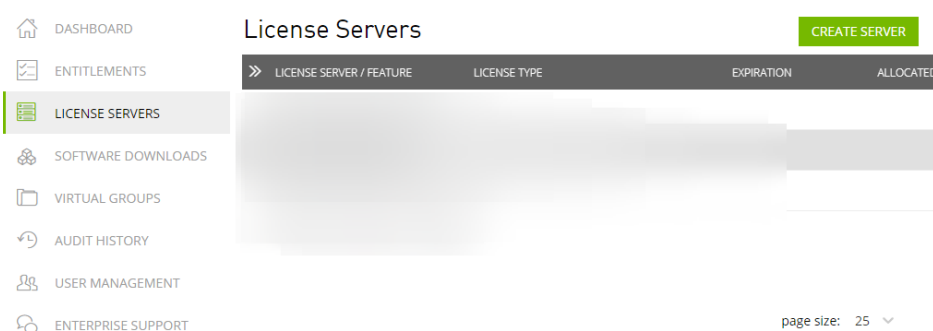 DASHBOARD
ENTITLEMENTS
LICENSE SERVERS
SOFTWARE DOWNLOADS
VIRTUAL GROUPS
AUDIT HISTORY
USER MANAGEMENT
ENTERPRISE SUPPORT
License Servers
CREATE SERVER
LICENSE SERVER / FEATURE LICENSE TYPE EXPIRATION ALLOCATED
page size: 25